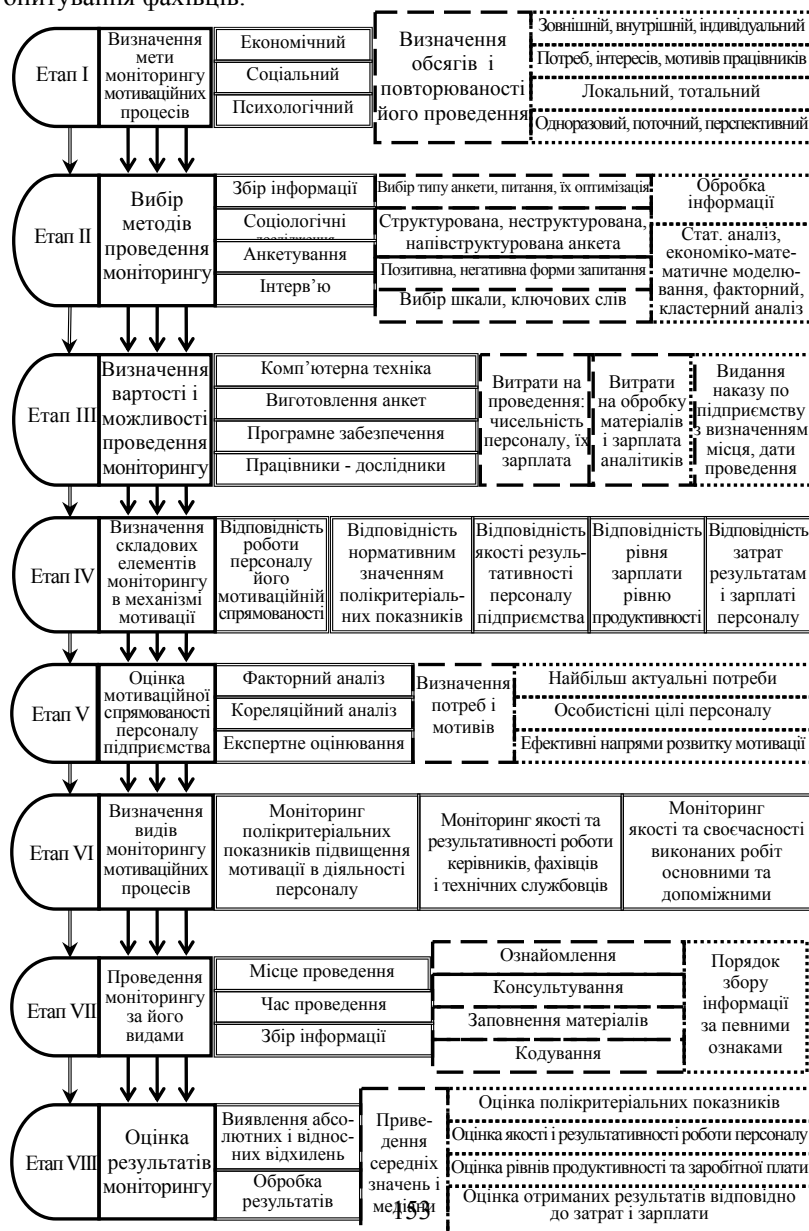 опитування фахівців.
Етап I
Визначення
мети
моніторингу
мотиваційних
процесів
Економічний
Соціальний
Психологічний
Визначення
обсягів і
повторюваності
його проведення
Зовнішній, внутрішній, індивідуальний
Потреб, інтересів, мотивів працівників
Локальний, тотальний
Одноразовий, поточний, перспективний
Етап II
Вибір
методів
проведення
моніторингу
Збір інформації
Соціологічні
Анкетування
Інтерв’ю
Вибір типу анкети, питання, їх оптимізація
Структурована, неструктурована,
напівструктурована анкета
Позитивна, негативна форми запитання
Вибір шкали, ключових слів
Обробка
інформації
Стат. аналіз,
економіко-мате-
матичне моделю-
вання, факторний,
кластерний аналіз
Етап III
Визначення
вартості і
можливості
проведення
моніторингу
Комп’ютерна техніка
Виготовлення анкет
Програмне забезпечення
Працівники - дослідники
Витрати на
проведення:
чисельність
персоналу, їх
зарплата
Витрати
на обробку
матеріалів
і зарплата
аналітиків
Видання
наказу по
підприємству
з визначенням
місця, дати
проведення
Етап IV
Визначення
складових
елементів
моніторингу
в механізмі
мотивації
Відповідність
роботи
персоналу
його
мотиваційній
спрямованості
Відповідність
нормативним
значенням
полікритеріаль-
них показників
Відповідність
якості резуль-
тативності
персоналу
підприємства
Відповідність
рівня
зарплати
рівню
продуктивності
Відповідність
затрат
результатам
і зарплаті
персоналу
Етап V
Оцінка
мотиваційної
спрямованості
персоналу
підприємства
Факторний аналіз
Кореляційний аналіз
Експертне оцінювання
Визначення
потреб і
мотивів
Найбільш актуальні потреби
Особистісні цілі персоналу
Ефективні напрями розвитку мотивації
Етап VI
Визначення
видів
моніторингу
мотиваційних
процесів
Моніторинг
полікритеріальних
показників підвищення
мотивації в діяльності
персоналу
Моніторинг якості та
результативності роботи
керівників, фахівців
і технічних службовців
Моніторинг
якості та своєчасності
виконаних робіт
основними та
допоміжними
Етап VII
Проведення
моніторингу
за його
видами
Місце проведення
Час проведення
Збір інформації
Ознайомлення
Консультування
Заповнення матеріалів
Кодування
Порядок
збору
інформації
за певними
ознаками
Етап VIII
Оцінка
результатів
моніторингу
Виявлення абсо-
лютних і віднос-
них відхилень
Обробка
результатів
Приве-
дення
середніх
значень і
медіани
Оцінка полікритеріальних показників
Оцінка якості і результативності роботи персоналу
Оцінка рівнів продуктивності та заробітної плати
Оцінка отриманих результатів відповідно
до затрат і зарплати
153